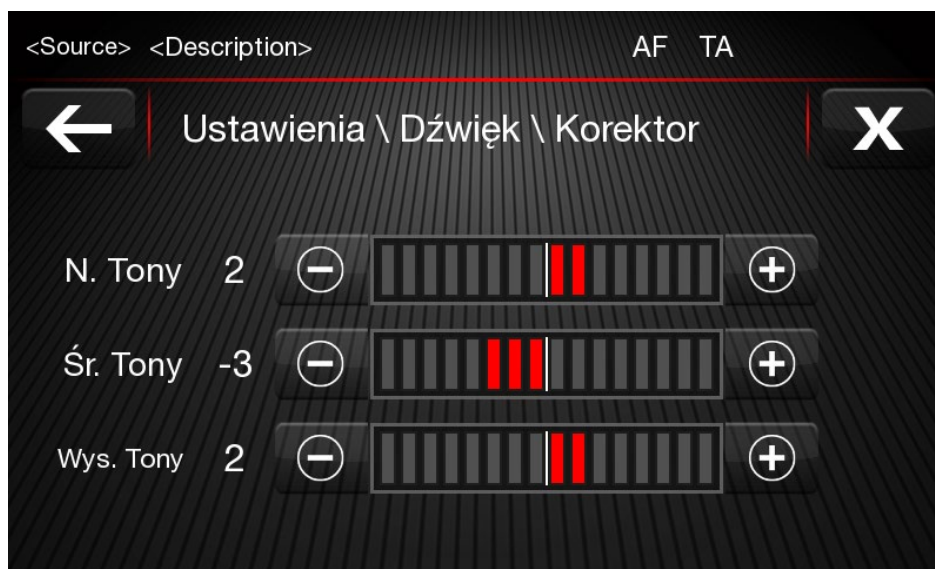 <Source> <Description> AF TA
Ustawienia \ Dźwięk \ Korektor X
N. Tony 2
Śr. Tony -3
Wys. Tony 2